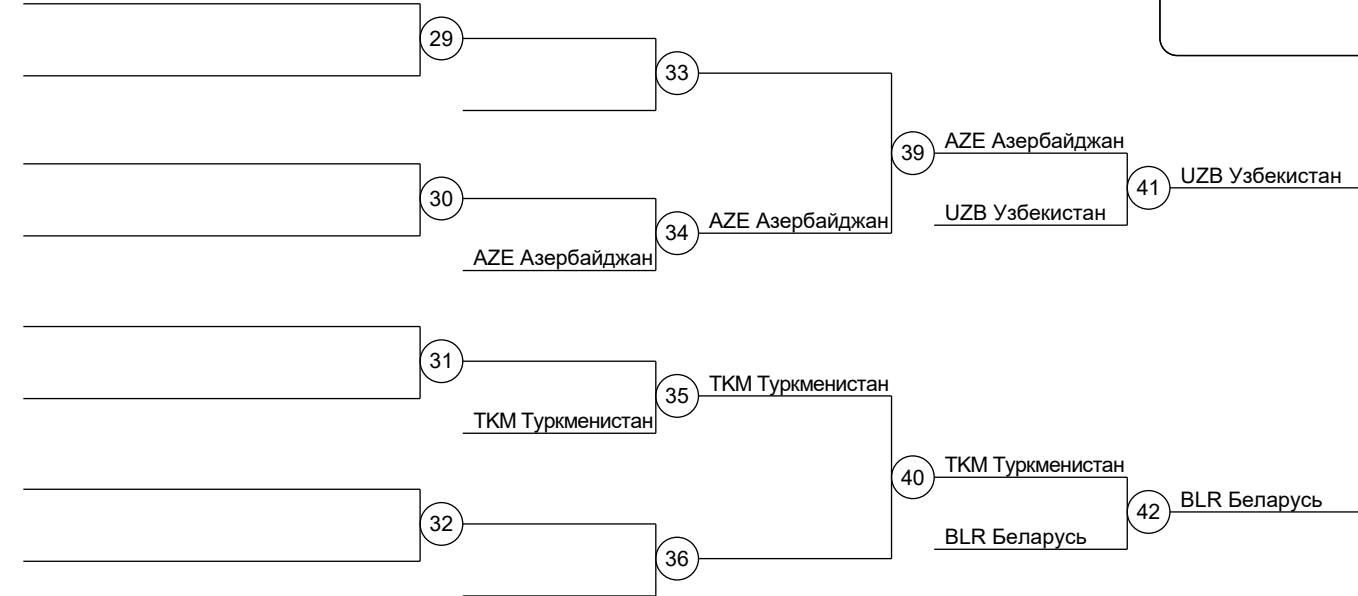 29
33
39
AZE Азербайджан
41
UZB Узбекистан
30
34
AZE Азербайджан
UZB Узбекистан
AZE Азербайджан
31
35
TKM Туркменистан
TKM Туркменистан
40
TKM Туркменистан
42
BLR Беларусь
32
36
BLR Беларусь